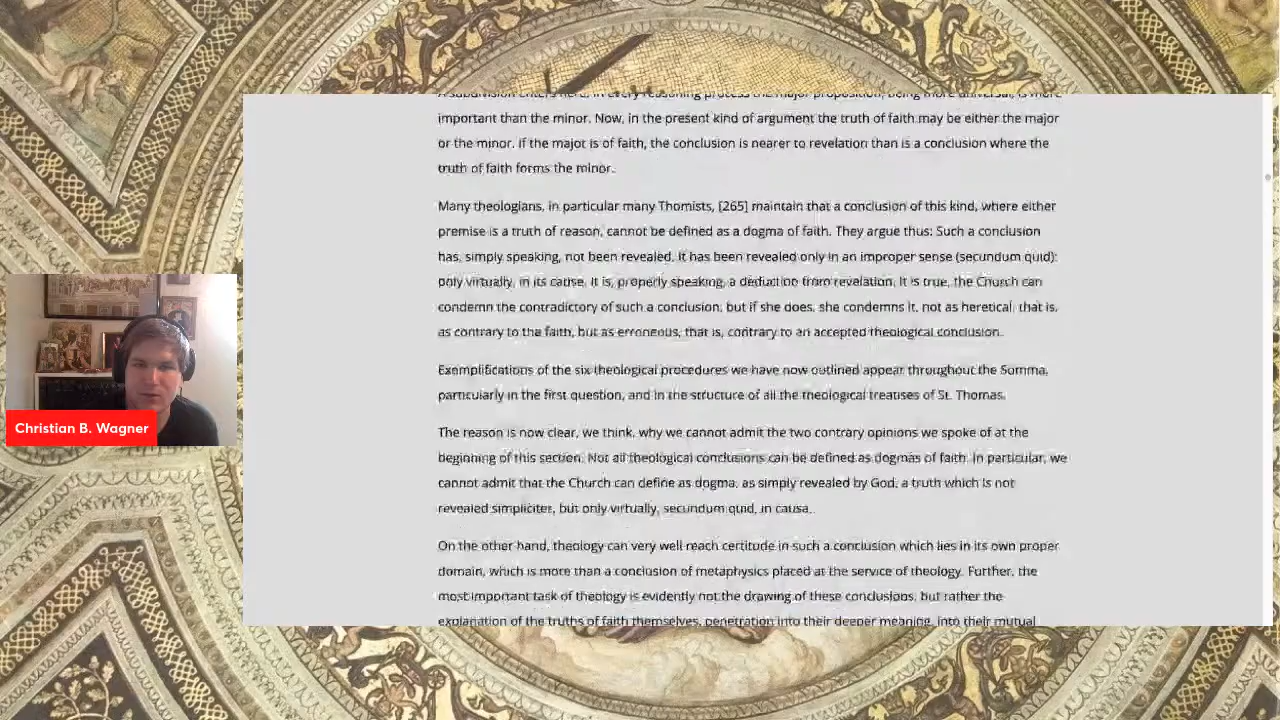 A subdivision enters here, in every reasoning process the major proposition, being more universal, is more
important than the minor. Now, in the present kind of argument the truth of faith may be either the major
or the minor. If the major is of faith, the conclusion is nearer to revelation than is a conclusion where the
truth of faith forms the minor.
Many theologians, in particular many Thomists, [265] maintain that a conclusion of this kind, where either
premise is a truth of reason, cannot be defined as a dogma of faith. They argue thus: Such a conclusion
has, simply speaking, not been revealed. It has been revealed only in an improper sense (secundum quid):
only virtually, in its cause. It is, properly speaking, a deduction from revelation. It is true, the Church can
condemn the contradictory of such a conclusion, but if she does, she condemns it, not as heretical, that is,
as contrary to the faith, but as erroneous, that is, contrary to an accepted theological conclusion.
Exemplifications of the six theological procedures we have now outlined appear throughout the Summa,
particularly in the first question, and in the structure of all the theological treatises of St. Thomas.
The reason is now clear, we think, why we cannot admit the two contrary opinions we spoke of at the
beginning of this section. Not all theological conclusions can be defined as dogmas of faith. In particular, we
cannot admit that the Church can define as dogma, as simply revealed by God, a truth which is not
revealed simpliciter, but only virtually, secundum quid, in causa.
On the other hand, theology can very well reach certitude in such a conclusion which lies in its own proper
domain, which is more than a conclusion of metaphysics placed at the service of theology. Further, the
most important task of theology is evidently not the drawing of these conclusions, but rather the
explanation of the truths of faith themselves, penetration into their deeper meaning, into their mutual
Christian B. Wagner